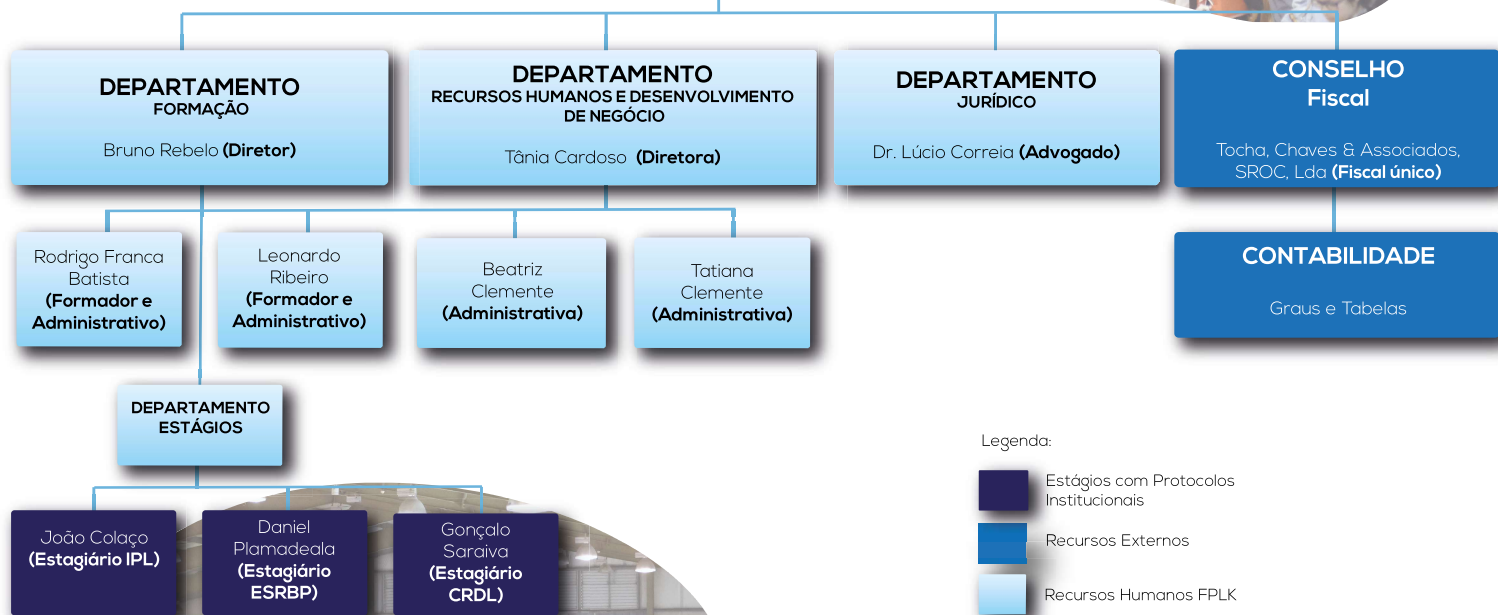 DEPARTAMENTO
FORMAÇÃO
Bruno Rebelo (Diretor)
DEPARTAMENTO
RECURSOS HUMANOS E DESENVOLVIMENTO
DE NEGÓCIO
Tânia Cardoso (Diretora)
DEPARTAMENTO
JURÍDICO
Dr. Lúcio Correia (Advogado)
CONSELHO
Fiscal
Tocha, Chaves & Associados,
SROC, Lda (Fiscal único)
Rodrigo Franca
Batista
(Formador e
Administrativo)
Leonardo
Ribeiro
(Formador e
Administrativo)
Beatriz
Clemente
(Administrativa)
Tatiana
Clemente
(Administrativa)
CONTABILIDADE
Graus e Tabelas
DEPARTAMENTO
ESTÁGIOS
João Colaço
(Estagiário IPL)
Daniel
Plamadeala
(Estagiário
ESRBP)
Gonçalo
Saraiva
(Estagiário
CRDL)
Legenda:
Estágios com Protocolos
Institucionais
Recursos Externos
Recursos Humanos FPLK